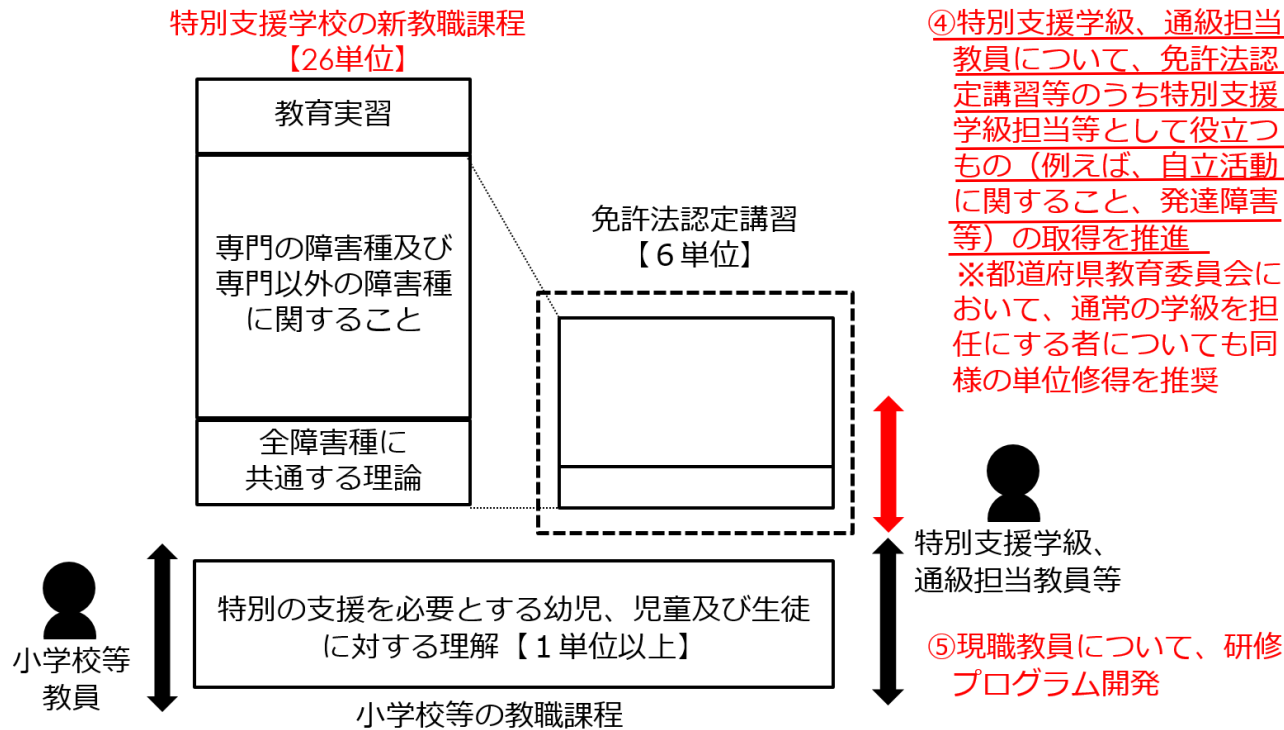 特別支援学校の新教職課程
【26単位】
教育実習
専門の障害種及び
専門以外の障害種
に関すること
全障害種に
共通する理論
免許法認定講習
【６単位】
④特別支援学級、通級担当
教員について、免許法認
定講習等のうち特別支援
学級担当等として役立つ
もの（例えば、自立活動
に関すること、発達障害
等）の取得を推進
※都道府県教育委員会に
おいて、通常の学級を担
任にする者についても同
様の単位修得を推奨
特別支援学級、
通級担当教員等
小学校等
教員
特別の支援を必要とする幼児、児童及び生徒
に対する理解【１単位以上】
小学校等の教職課程
⑤現職教員について、研修
プログラム開発